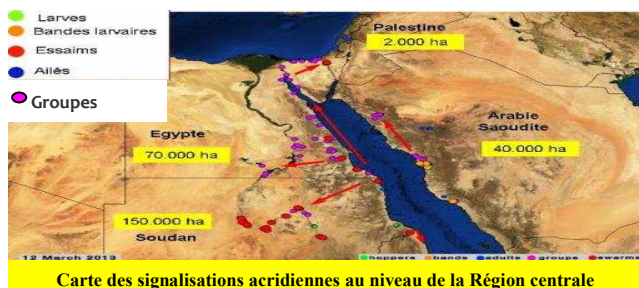 Larves
Bandes larvaires
Essaims
Ailés
Groupes
Palestine
2.000 ha
Egypte
70.000 ha
Arabie
Saoudite
40.000 ha
150.000 ha
Soudan
12 March 2013
hoppers bands adults groups swarms
Carte des signalisations acridiennes au niveau de la Région centrale